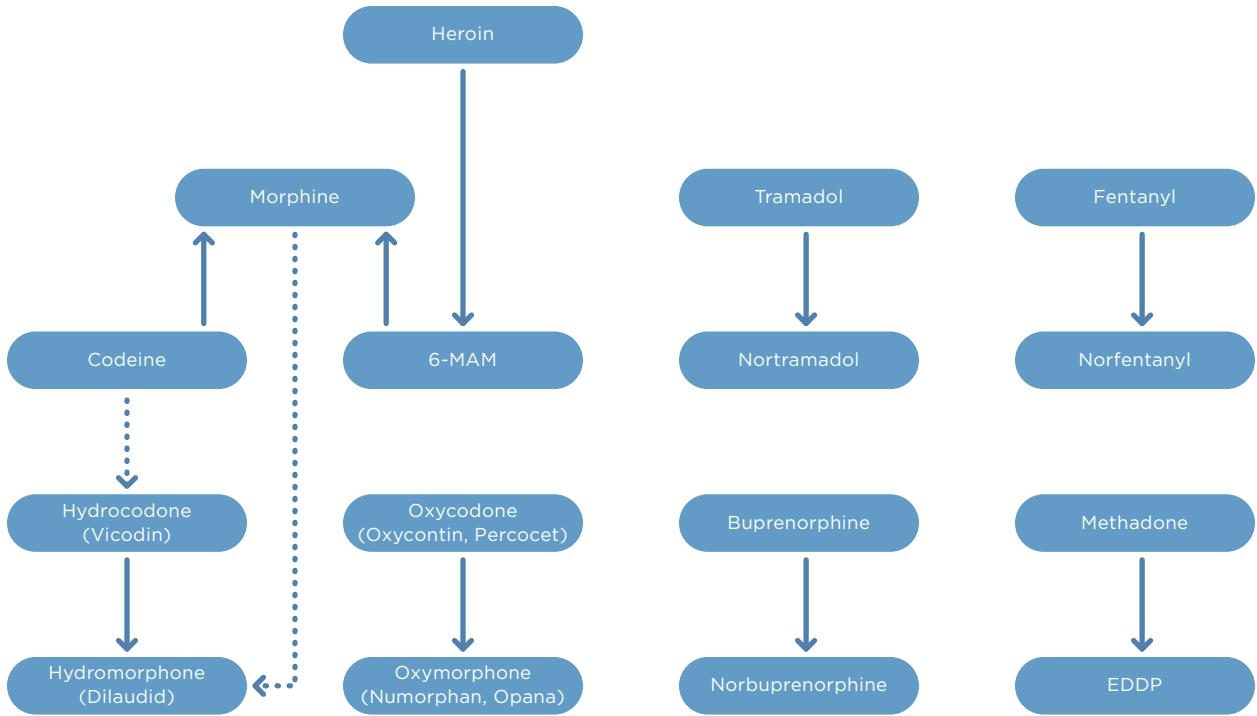 Heroin
Morphine
Tramadol
Fentanyl
Codeine
6-MAM
Nortramadol
Norfentanyl
Hydrocodone
(Vicodin)
Oxycodone
(Oxycontin, Percocet)
Buprenorphine
Methadone
Hydromorphone
(Dilaudid)
Oxymorphone
(Numorphan, Opana)
Norbuprenorphine
EDDP